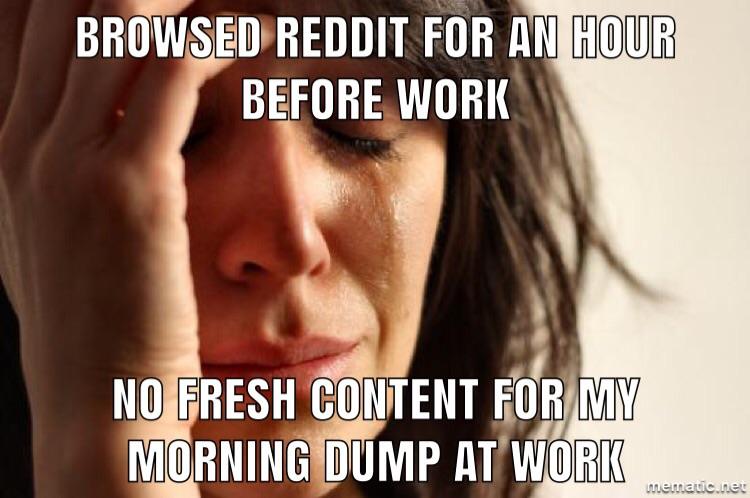 BROWSED REDDIT FOR AN HOUR
BEFORE WORK
NO FRESH CONTENT FOR MY
MORNING DUMP AT WORK
mematic.net